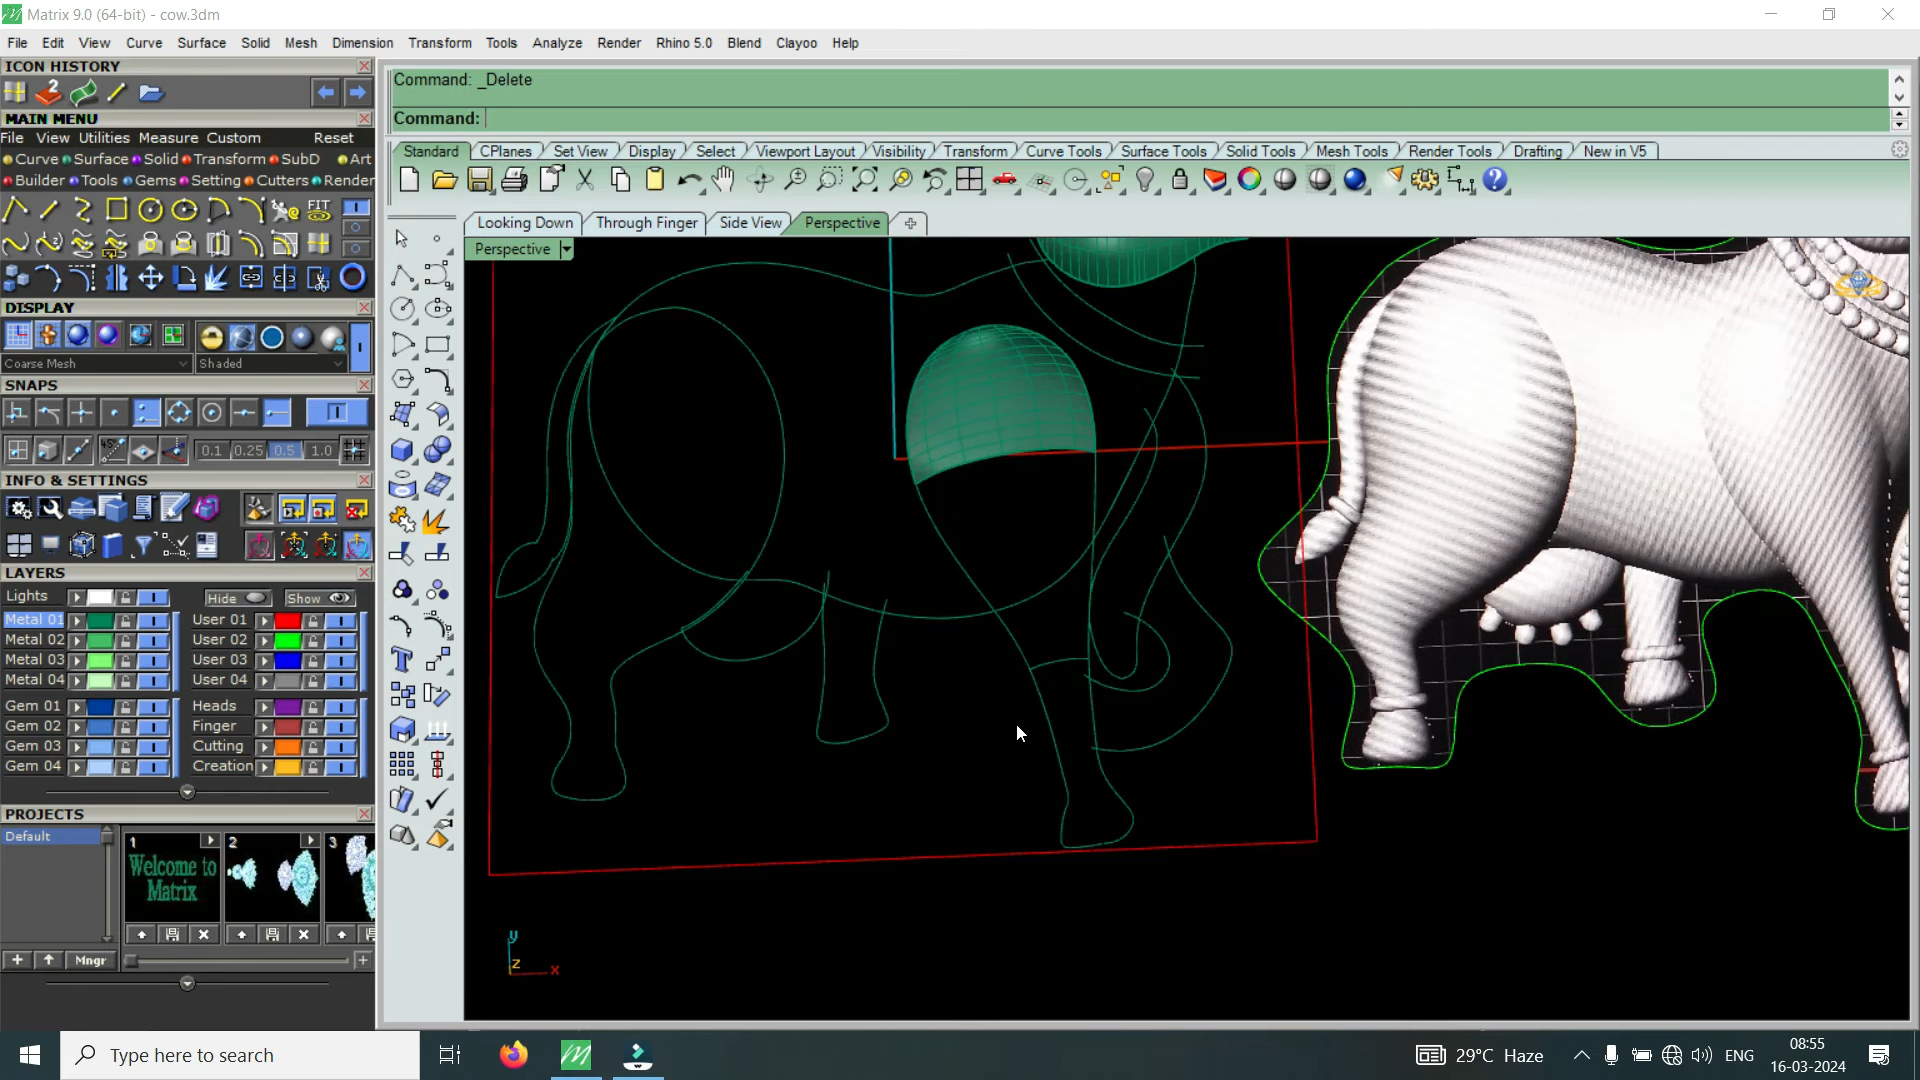 Matrix 9.0 (64-bit) - cow.3dm
File Edit View Curve Surface Solid Mesh Dimension Transform Tools Analyze Render Rhino 5.0 Blend Clayoo Help
ICON HISTORY
Command: _Delete
Command:
MAIN MENU
File View Utilities Measure Custom Reset
Curve Surface Solid Transform SubD Art
Builder Tools Gems Setting Cutters Render
Standard CPlanes Set View Display Select Viewport Layout Visibility Transform Curve Tools Surface Tools Solid Tools Mesh Tools Render Tools Drafting New in V5
FIT
Looking Down Through Finger Side View Perspective
Perspective
DISPLAY
Coarse Mesh Shaded
SNAPS
0.1 0.25 0.5 1.0
INFO & SETTINGS
LAYERS
Lights Hide Show
Metal 01 User 01
Metal 02 User 02
Metal 03 User 03
Metal 04 User 04
Gem 01 Heads
Gem 02 Finger
Gem 03 Cutting
Gem 04 Creation
PROJECTS
Default
1 2 3
Welcome to
Matrix
Mngr
y
z x
Type here to search
29°C Haze
ENG
08:55
16-03-2024